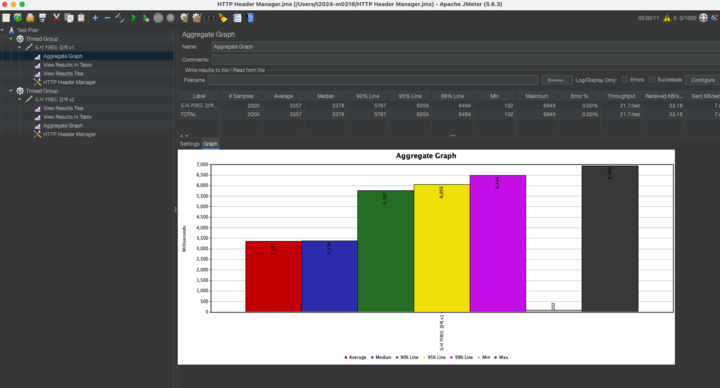 HTTP Header Manager.jmx (/Users/t2024-m0219/HTTP Header Manager.jmx) - Apache JMeter (5.6.3)
00:00:11 0 0/1000
Test Plan
Thread Group
도서 키워드 검색 v1
Aggregate Graph
View Results in Table
View Results Tree
HTTP Header Manager
Thread Group
도서 키워드 검색 v2
View Results Tree
View Results in Table
Aggregate Graph
HTTP Header Manager
Aggregate Graph
Name: Aggregate Graph
Comments:
Write results to file / Read from file
Filename Browse... Log/Display Only: Errors Successes Configure
Label # Samples Average Median 90% Line 95% Line 99% Line Min Maximum Error % Throughput Received KB/s... Sent KB/sec
도서 키워드 검색... 2000 3357 3378 5767 6056 6494 102 6949 0.00% 21.7/sec 33.18
TOTAL 2000 3357 3378 5767 6056 6494 102 6949 0.00% 21.7/sec 33.18
Settings Graph
Aggregate Graph
Milliseconds
7,000
6,500
6,000
5,500
5,000
4,500
4,000
3,500
3,000
2,500
2,000
1,500
1,000
500
0
3,357
3,378
5,767
6,056
6,494
102
6,949
도서 키워드 검색 v1
Average Median 90% Line 95% Line 99% Line Min Max